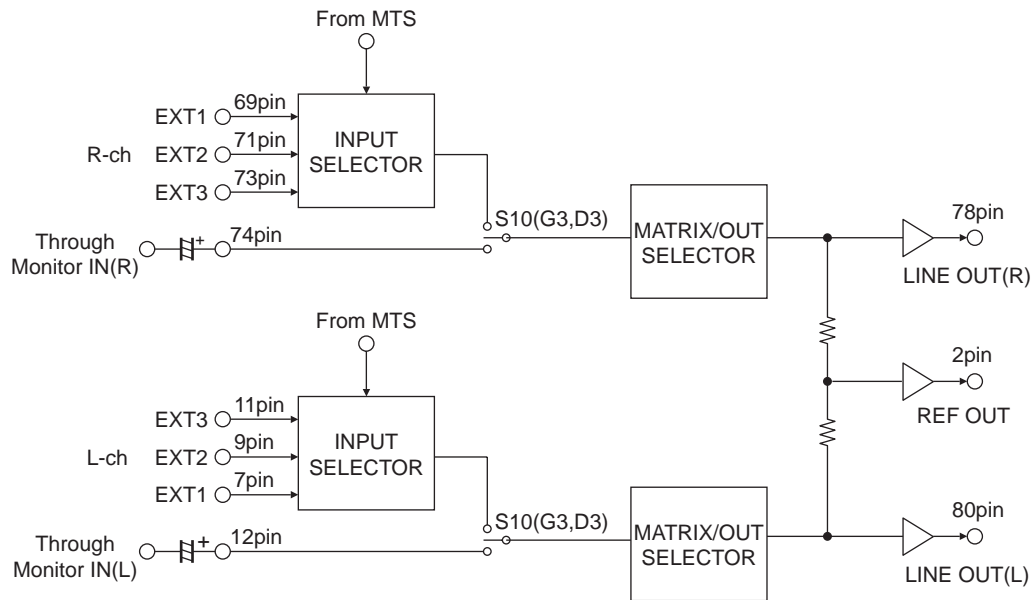 From MTS
EXT1
69pin
R-ch
EXT2
71pin
EXT3
73pin
INPUT
SELECTOR
Through
Monitor IN(R)
+
74pin
S10(G3,D3)
MATRIX/OUT
SELECTOR
78pin
LINE OUT(R)
From MTS
2pin
REF OUT
EXT3
11pin
L-ch
EXT2
9pin
EXT1
7pin
INPUT
SELECTOR
Through
Monitor IN(L)
+
12pin
S10(G3,D3)
MATRIX/OUT
SELECTOR
80pin
LINE OUT(L)